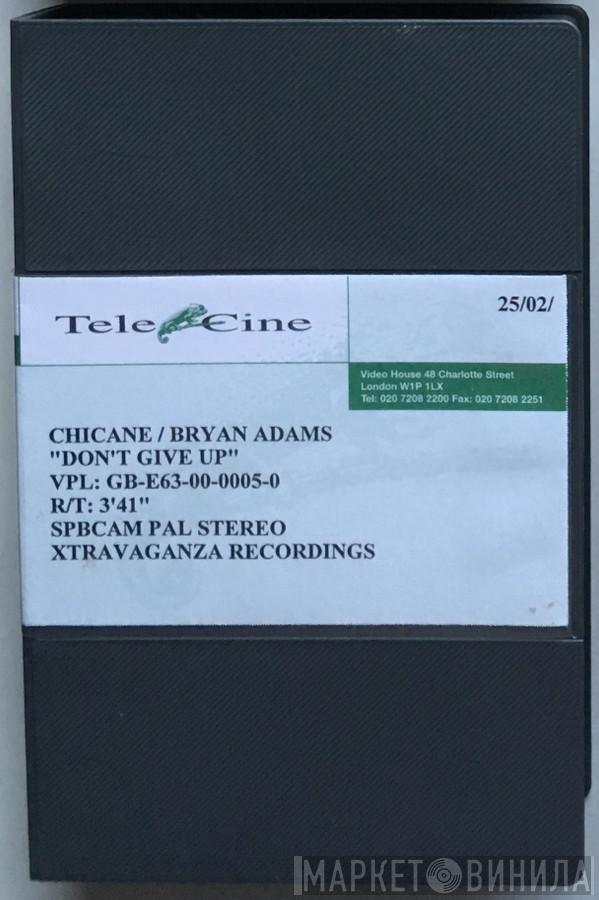 Tele Cine
25/02/
Video House 48 Charlotte Street
London W1P 1LX
Tel: 020 7208 2200 Fax: 020 7208 2251
CHICANE / BRYAN ADAMS
"DON'T GIVE UP"
VPL: GB-E63-00-0005-0
R/T: 3'41"
SPBCAM PAL STEREO
XTRAVAGANZA RECORDINGS
МАРКЕТ ВИНИЛА